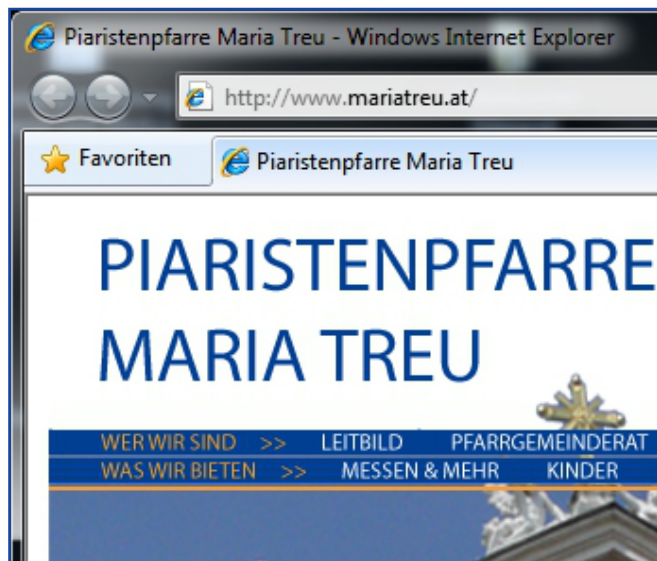 Piaristenpfarre Maria Treu - Windows Internet Explorer
http://www.mariatreu.at/
Favoriten Piaristenpfarre Maria Treu
PIARISTENPFARRE
MARIA TREU
WER WIR SIND >> LEITBILD PFARRGEMEINDERAT
WAS WIR BIETEN >> MESSEN & MEHR KINDER